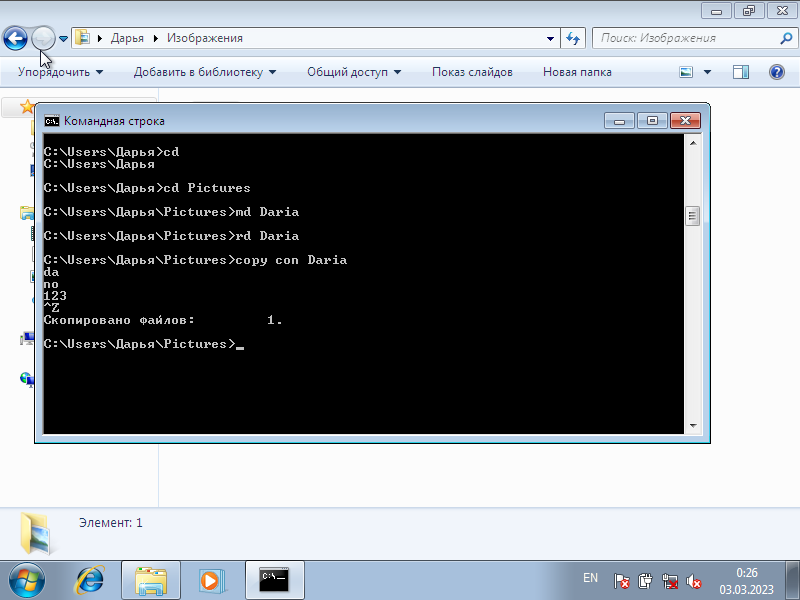 Дарья Изображения
Поиск: Изображения
Упорядочить Добавить в библиотеку Общий доступ Показ слайдов Новая папка
Командная строка
C:\Users\Дарья>cd
C:\Users\Дарья
C:\Users\Дарья>cd Pictures
C:\Users\Дарья\Pictures>md Daria
C:\Users\Дарья\Pictures>rd Daria
C:\Users\Дарья\Pictures>copy con Daria
da
no
123
^Z
Скопировано файлов: 1.
C:\Users\Дарья\Pictures>_
Элемент: 1
C:\_
EN
0:26
03.03.2023